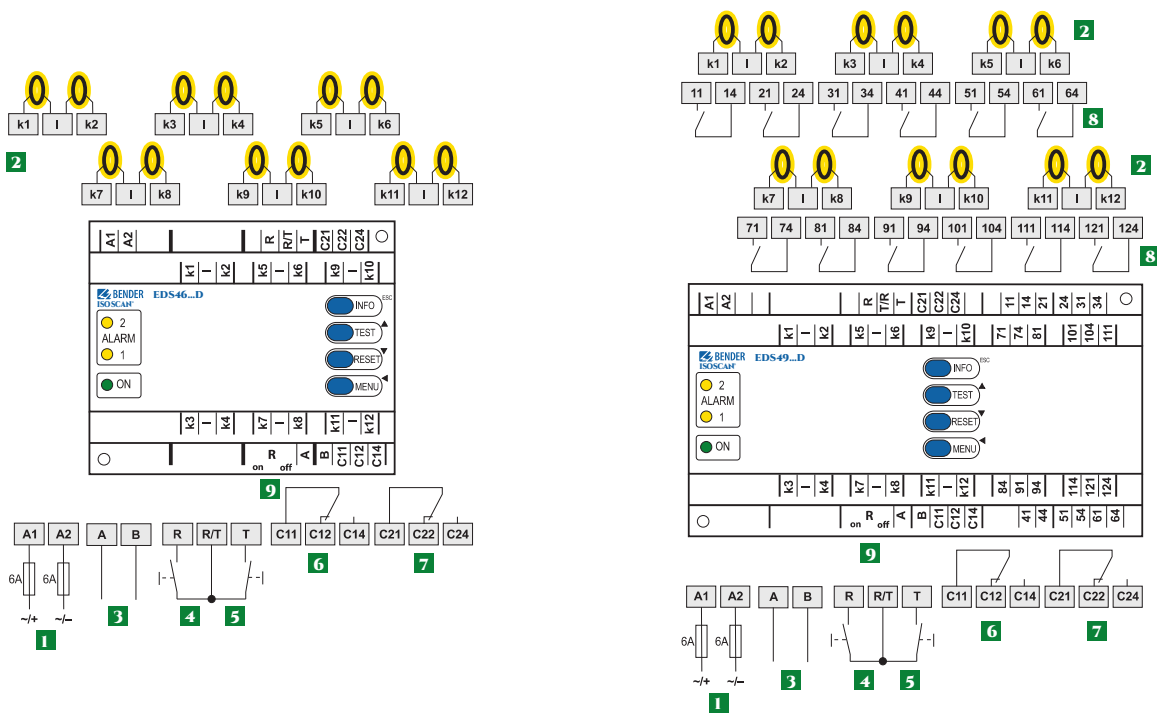 k1 I k2 k3 I k4 k5 I k6
2
k7 I k8 k9 I k10 k11 I k12
A1 A2 R R/T T C21 C22 C24
k1 I k2 k5 I k6 k9 I k10
BENDER EDS46...D
ISOSCAN®
INFO ESC
2
ALARM
1
TEST
RESET
ON
MENU
k3 I k4 k7 I k8 k11 I k12
on R off A B C11 C12 C14
9
A1 A2 A B R R/T T C11 C12 C14 C21 C22 C24
6A 6A
6 7
3 4 5
~/+ ~/–
1
2
k1 I k2 k3 I k4 k5 I k6
11 14 21 24 31 34 41 44 51 54 61 64
8
2
k7 I k8 k9 I k10 k11 I k12
71 74 81 84 91 94 101 104 111 114 121 124
8
A1 A2 R T/R T C21 C22 C24 11 14 21 24 31 34
k1 I k2 k5 I k6 k9 I k10 71 74 81 101 104 111
BENDER EDS49...D
ISOSCAN®
INFO ESC
2
ALARM
1
TEST
RESET
ON
MENU
k3 I k4 k7 I k8 k11 I k12 84 91 94 114 121 124
on R off A B C11 C12 C14 41 44 51 54 61 64
9
A1 A2 A B R R/T T C11 C12 C14 C21 C22 C24
6 7
6A 6A
~/+ ~/–
3 4 5
1